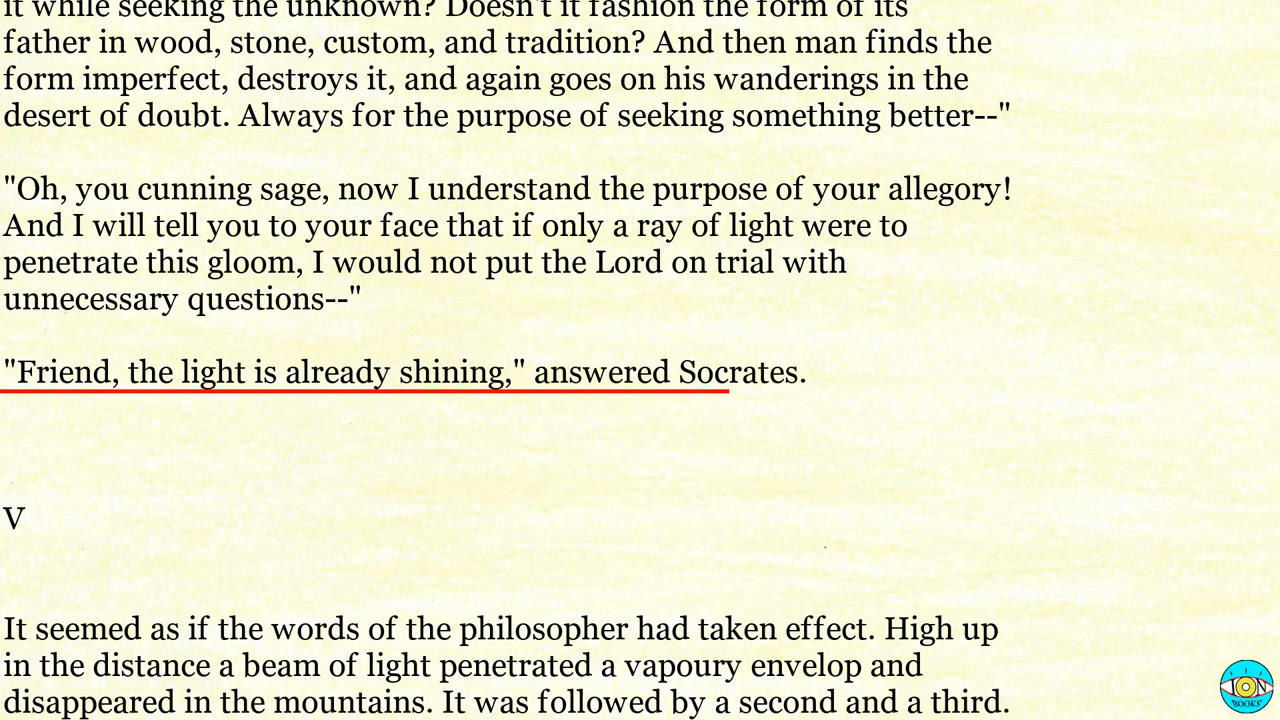 it while seeking the unknown? Doesn't it fashion the form of its
father in wood, stone, custom, and tradition? And then man finds the
form imperfect, destroys it, and again goes on his wanderings in the
desert of doubt. Always for the purpose of seeking something better--"
"Oh, you cunning sage, now I understand the purpose of your allegory!
And I will tell you to your face that if only a ray of light were to
penetrate this gloom, I would not put the Lord on trial with
unnecessary questions--"
"Friend, the light is already shining," answered Socrates.
V
It seemed as if the words of the philosopher had taken effect. High up
in the distance a beam of light penetrated a vapoury envelop and
disappeared in the mountains. It was followed by a second and a third.
ION
BOOKS